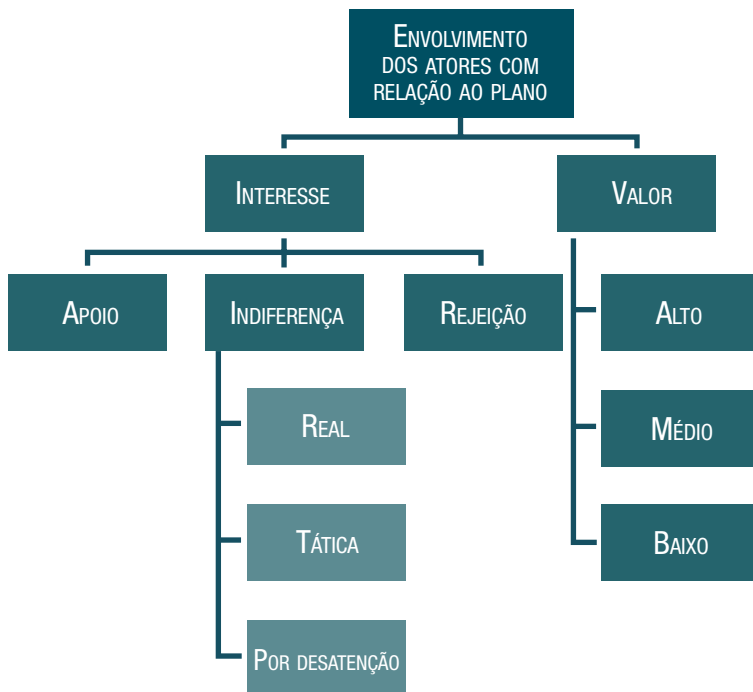 Envolvimento
dos atores com
relação ao plano
Interesse
Valor
Apoio
Indiferença
Rejeição
Alto
Real
Médio
Tática
Baixo
Por desatenção